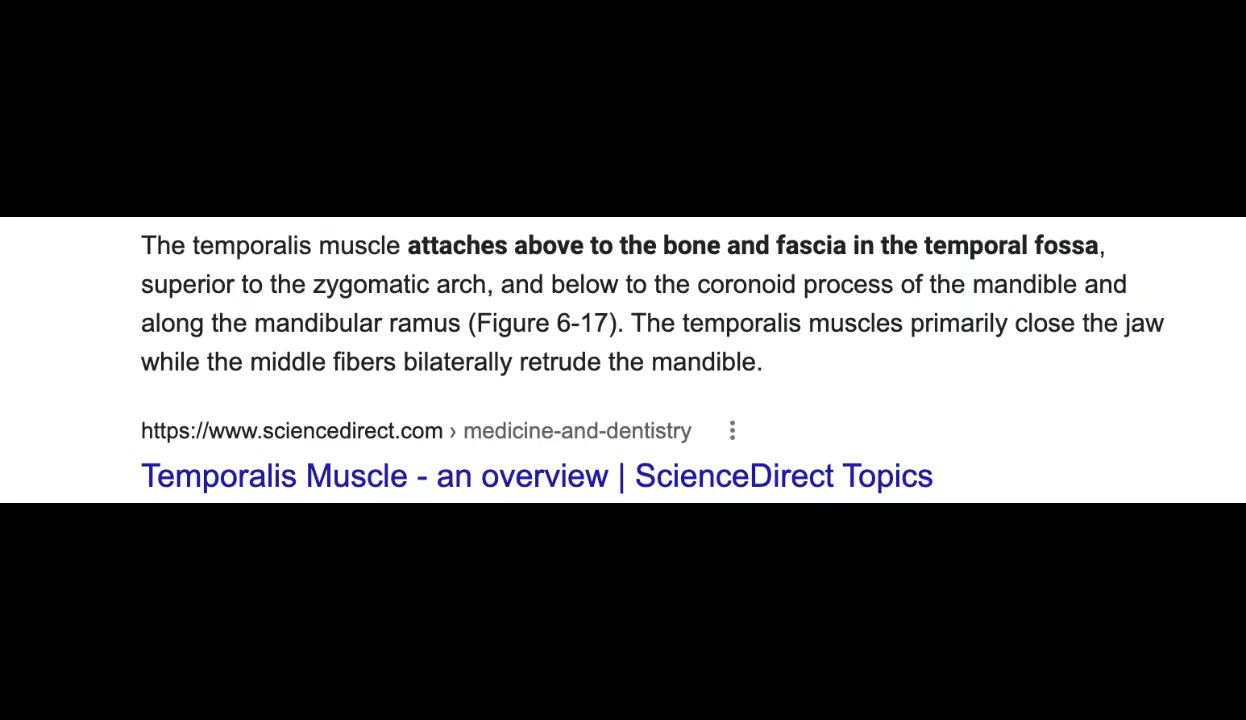 The temporalis muscle attaches above to the bone and fascia in the temporal fossa,
superior to the zygomatic arch, and below to the coronoid process of the mandible and
along the mandibular ramus (Figure 6-17). The temporalis muscles primarily close the jaw
while the middle fibers bilaterally retrude the mandible.
https://www.sciencedirect.com › medicine-and-dentistry
Temporalis Muscle - an overview | ScienceDirect Topics